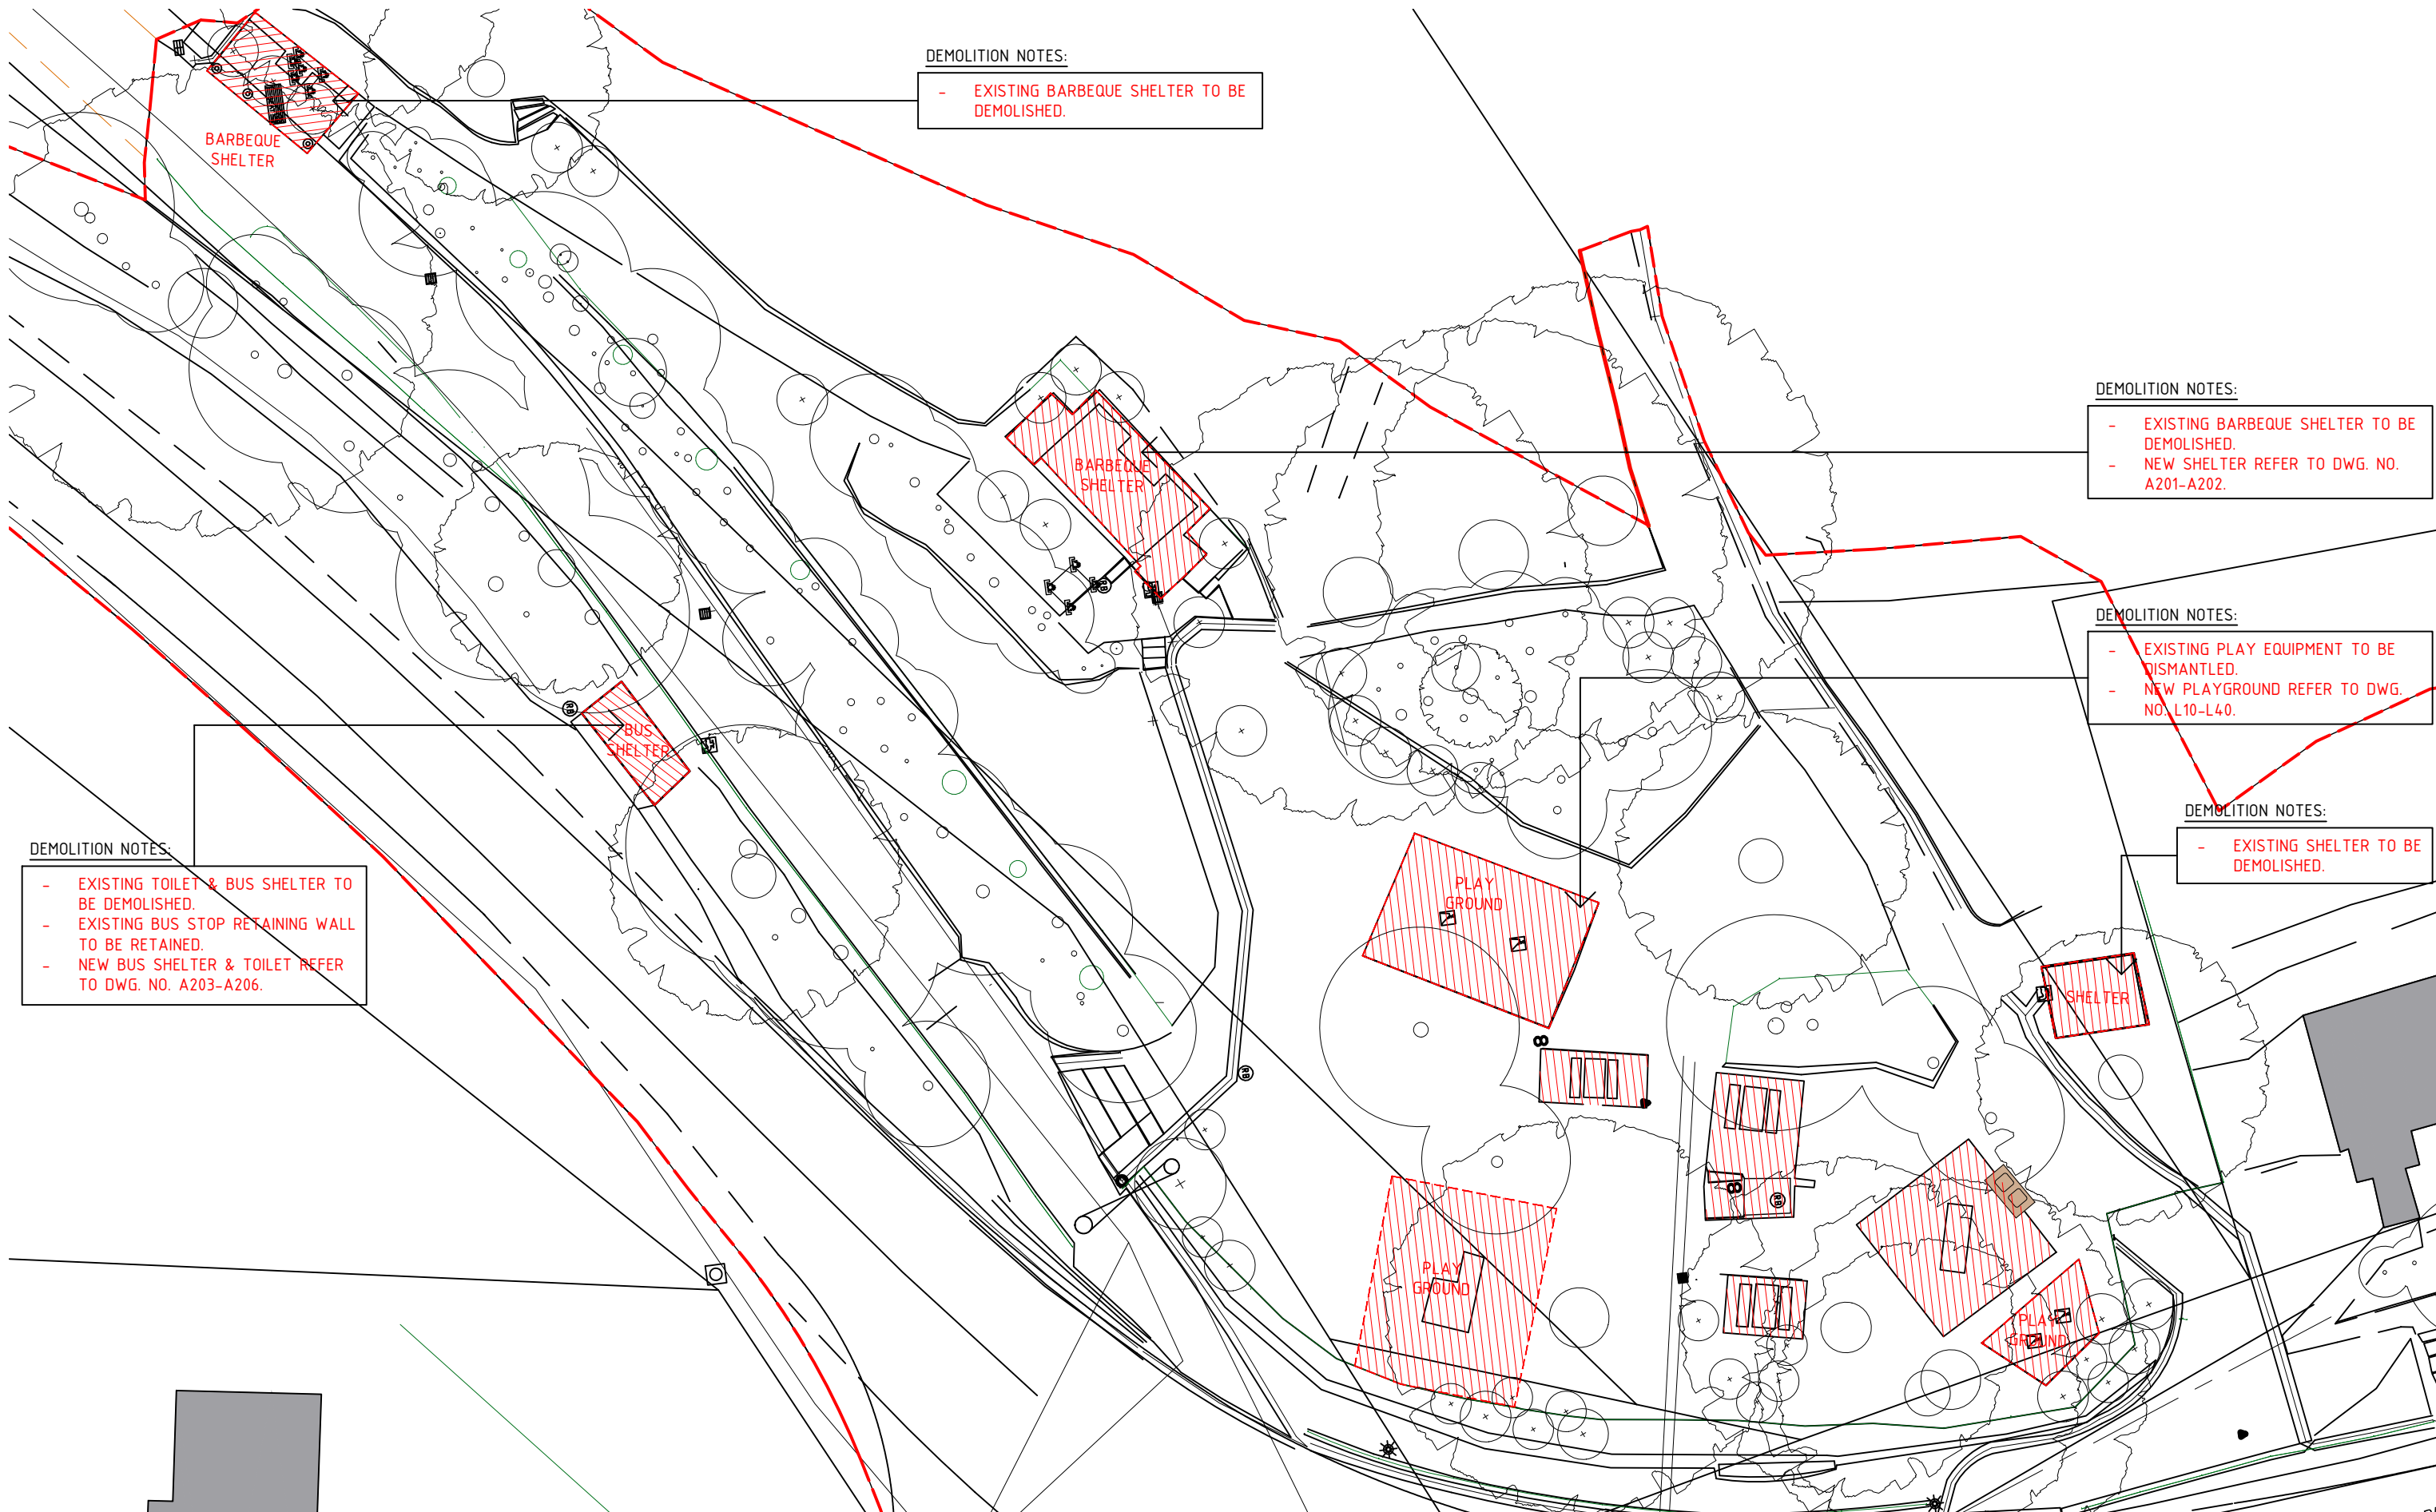 DEMOLITION NOTES:
- EXISTING BARBEQUE SHELTER TO BE
DEMOLISHED.
BARBEQUE
SHELTER
DEMOLITION NOTES:
- EXISTING BARBEQUE SHELTER TO BE
DEMOLISHED.
- NEW SHELTER REFER TO DWG. NO.
A201-A202.
BARBEQUE
SHELTER
RB
DEMOLITION NOTES:
- EXISTING PLAY EQUIPMENT TO BE
DISMANTLED.
- NEW PLAYGROUND REFER TO DWG.
NO. L10-L40.
RB
BUS
SHELTER
DEMOLITION NOTES:
- EXISTING SHELTER TO BE
DEMOLISHED.
DEMOLITION NOTES:
- EXISTING TOILET & BUS SHELTER TO
BE DEMOLISHED.
- EXISTING BUS STOP RETAINING WALL
TO BE RETAINED.
- NEW BUS SHELTER & TOILET REFER
TO DWG. NO. A203-A206.
PLAY
GROUND
SHELTER
RB
RB
PLAY
GROUND
PLAY
GROUND